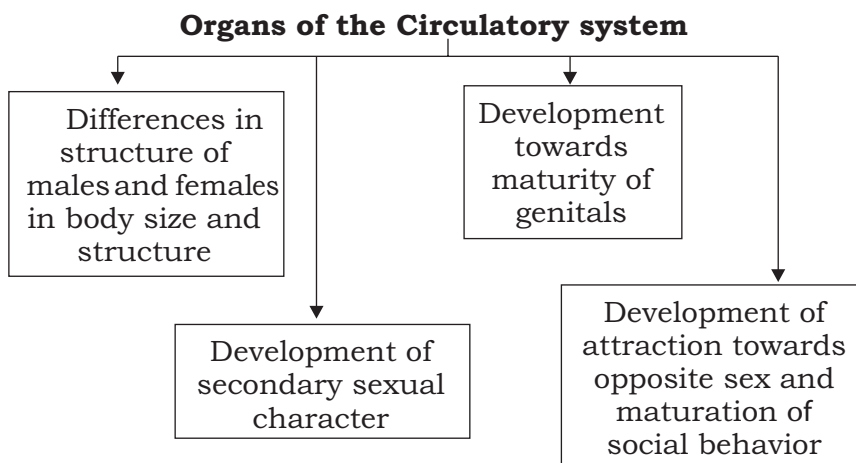 Organs of the Circulatory system
Differences in
structure of
males and females
in body size and
structure
Development
towards
maturity of
genitals
Development of
secondary sexual
character
Development of
attraction towards
opposite sex and
maturation of
social behavior